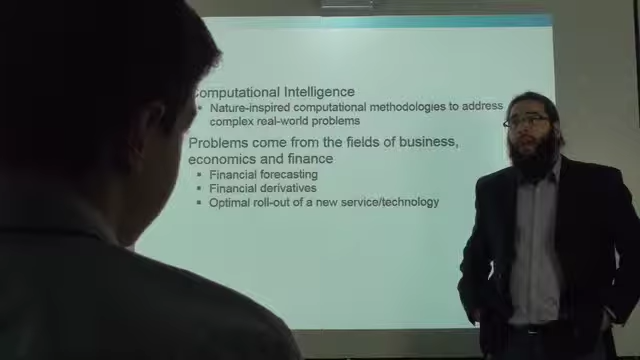 Computational Intelligence
▪ Nature-inspired computational methodologies to address
complex real-world problems
Problems come from the fields of business,
economics and finance
▪ Financial forecasting
▪ Financial derivatives
▪ Optimal roll-out of a new service/technology